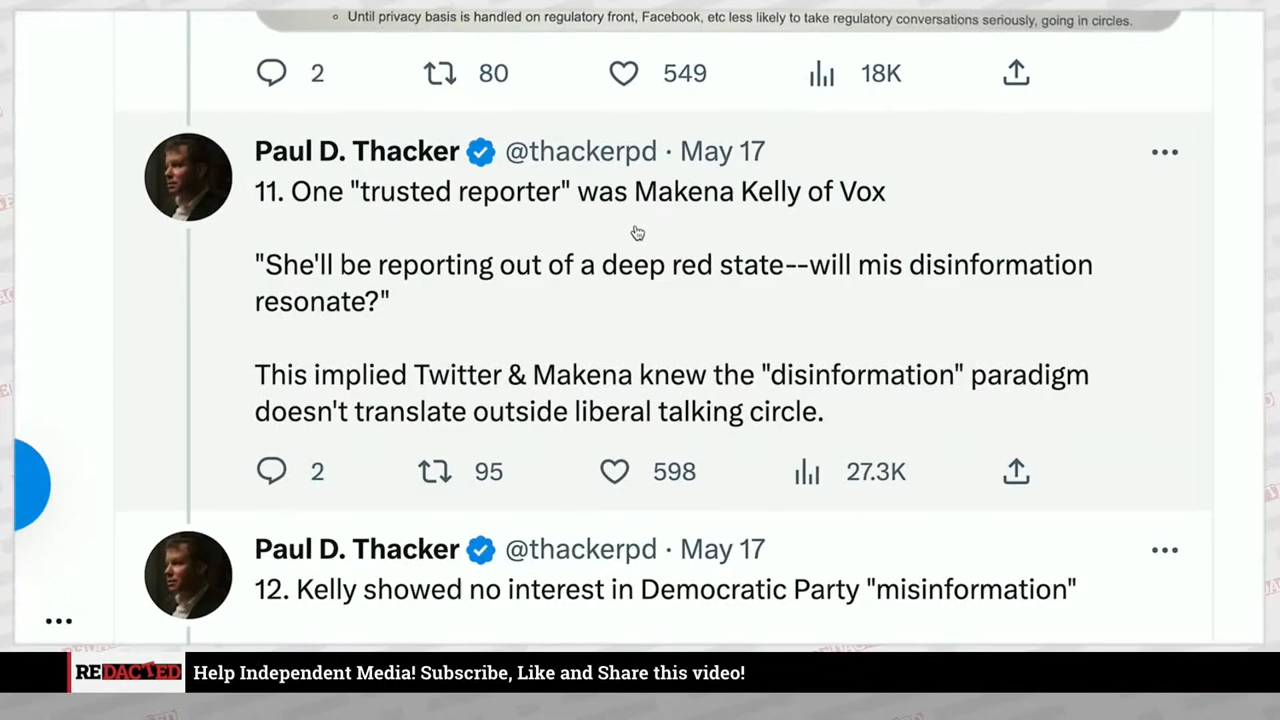 Until privacy basis is handled on regulatory front, Facebook, etc less likely to take regulatory conversations seriously, going in circles.
2 80 549 18K
Paul D. Thacker @thackerpd · May 17 ...
11. One "trusted reporter" was Makena Kelly of Vox
"She'll be reporting out of a deep red state--will mis disinformation
resonate?"
This implied Twitter & Makena knew the "disinformation" paradigm
doesn't translate outside liberal talking circle.
2 95 598 27.3K
Paul D. Thacker @thackerpd · May 17 ...
12. Kelly showed no interest in Democratic Party "misinformation"
...
REDACTED Help Independent Media! Subscribe, Like and Share this video!